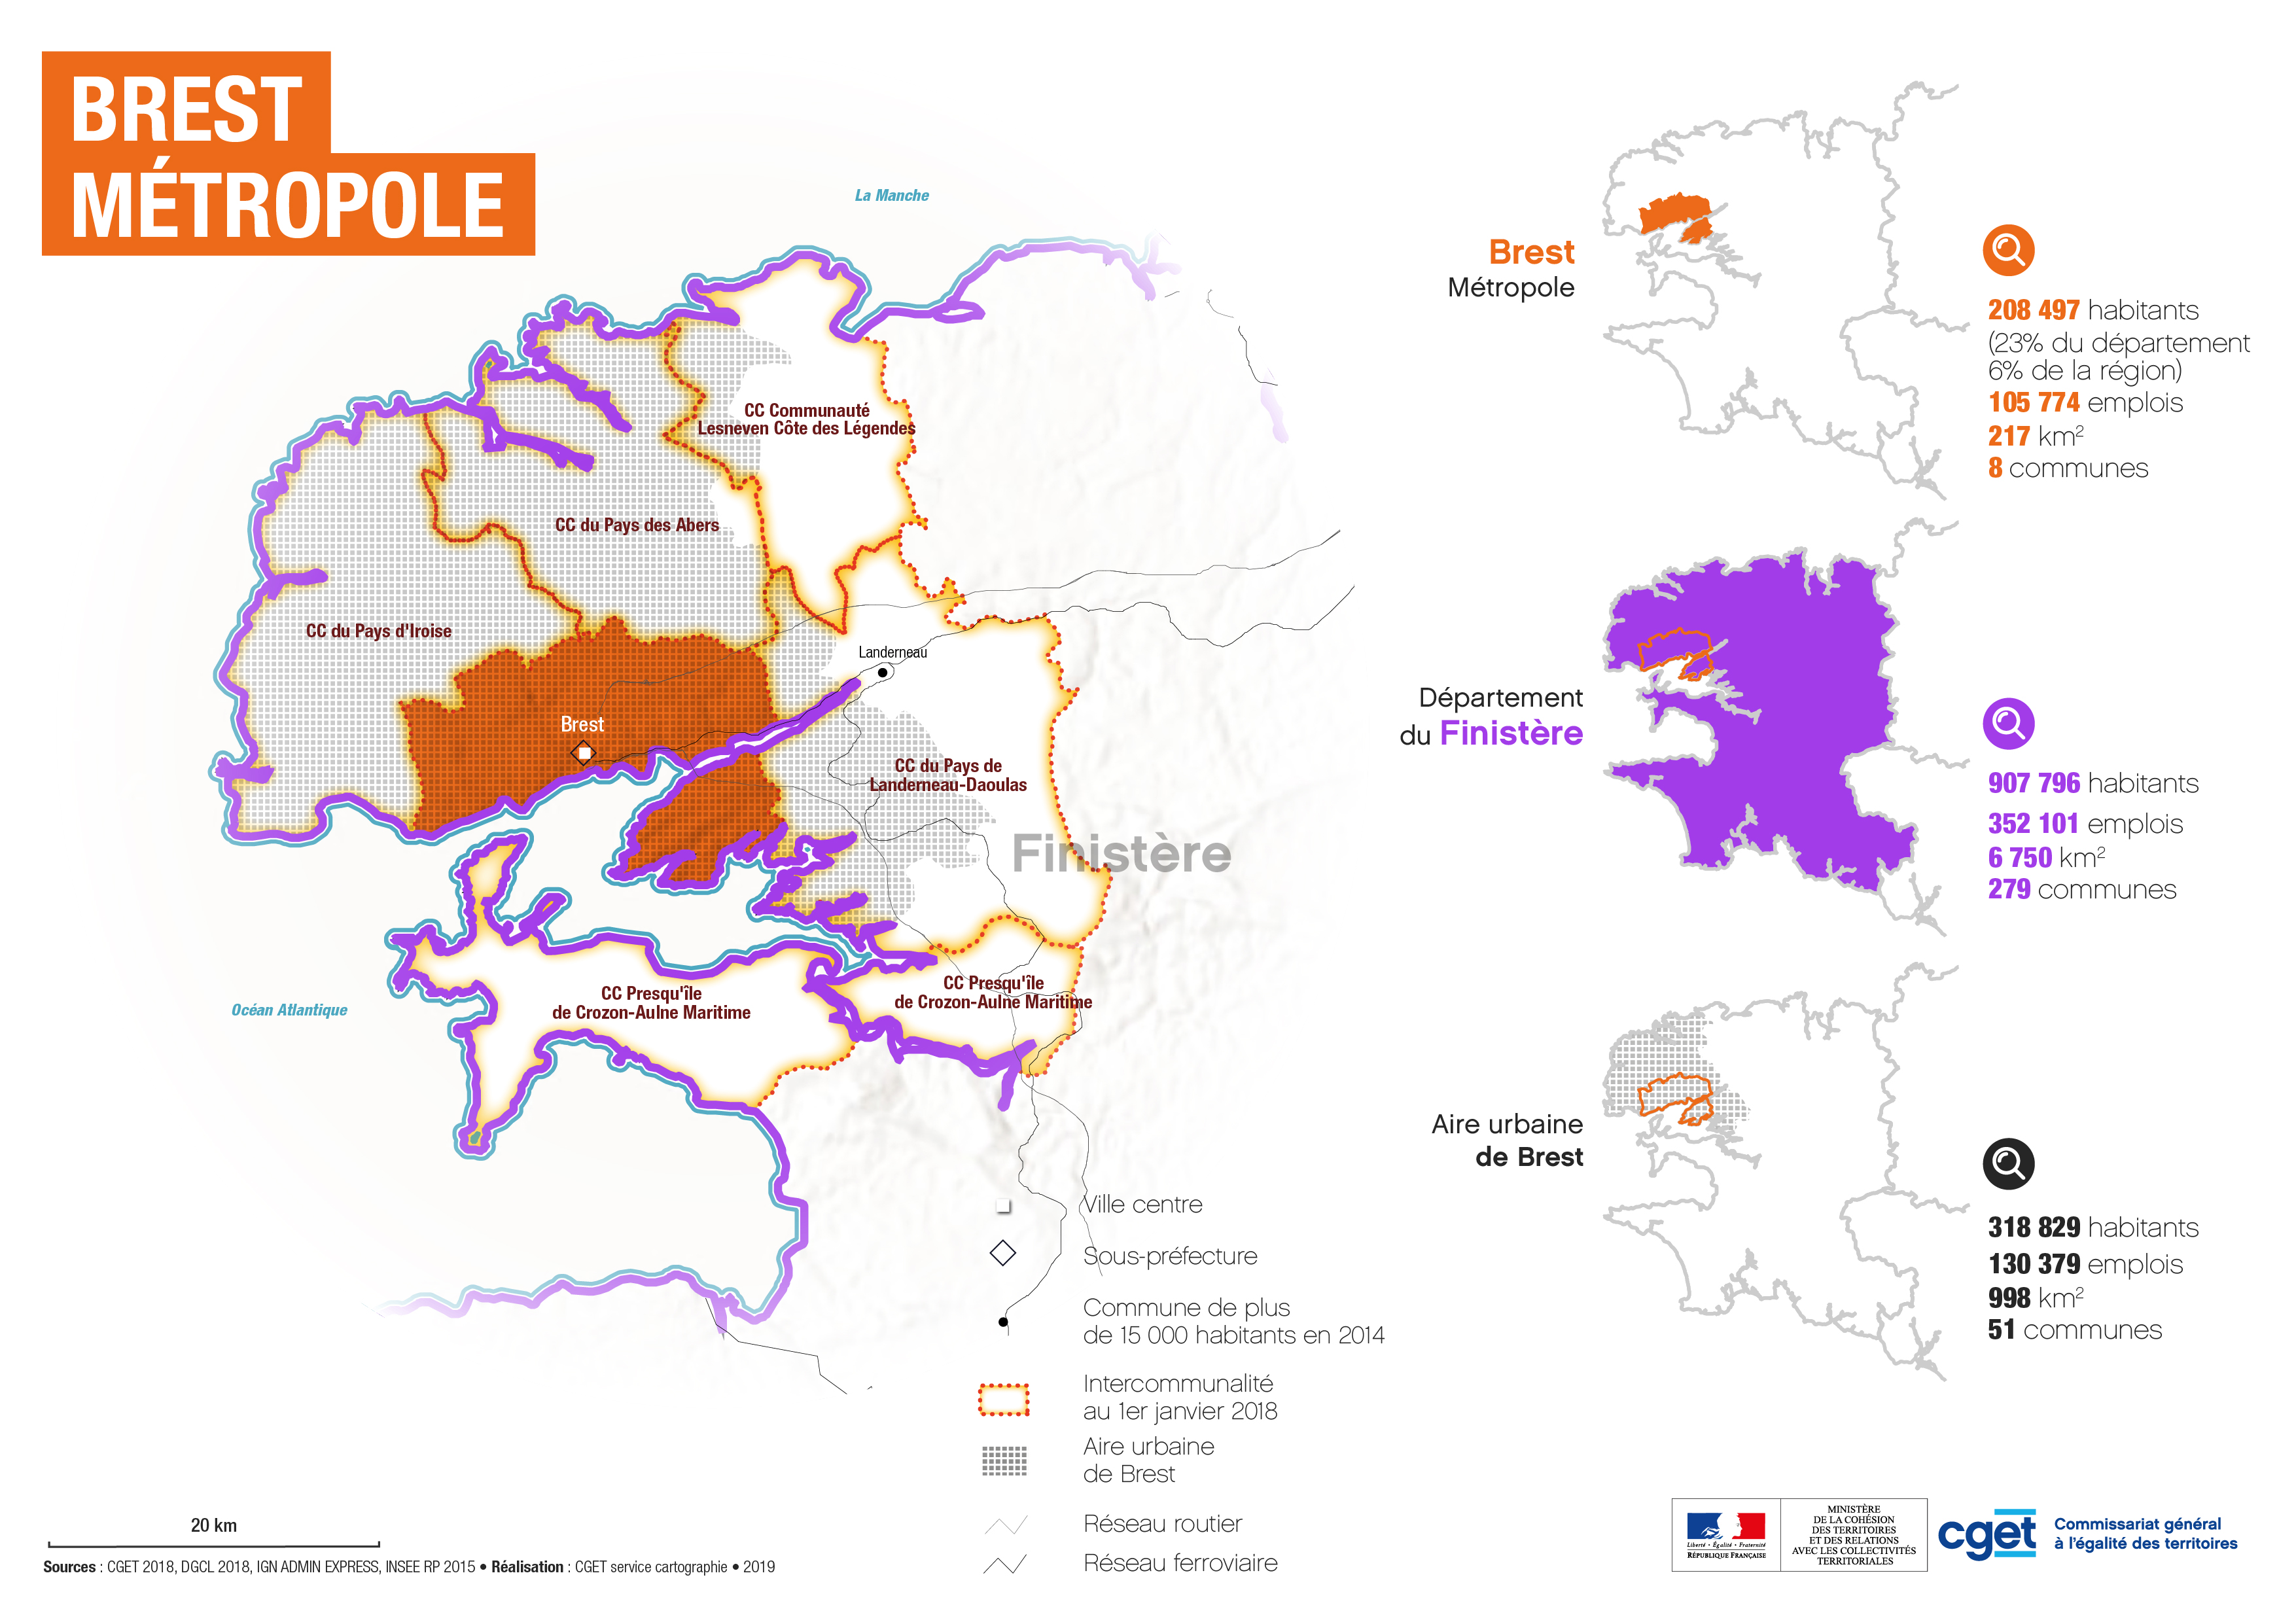 BREST
MÉTROPOLE
La Manche
CC Communauté
Lesneven Côte des Légendes
CC du Pays des Abers
CC du Pays d'Iroise
Landerneau
Brest
CC du Pays de
Landerneau-Daoulas
Finistère
CC Presqu'île
de Crozon-Aulne Maritime
CC Presqu'île
de Crozon-Aulne Maritime
Océan Atlantique
Ville centre
Sous-préfecture
Commune de plus
de 15 000 habitants en 2014
Intercommunalité
au 1er janvier 2018
Aire urbaine
de Brest
Réseau routier
Réseau ferroviaire
20 km
Sources : CGET 2018, DGCL 2018, IGN ADMIN EXPRESS, INSEE RP 2015 • Réalisation : CGET service cartographie • 2019
Brest
Métropole
208 497 habitants
(23% du département
6% de la région)
105 774 emplois
217 km²
8 communes
Département
du Finistère
907 796 habitants
352 101 emplois
6 750 km²
279 communes
Aire urbaine
de Brest
318 829 habitants
130 379 emplois
998 km²
51 communes
Liberté • Égalité • Fraternité
RÉPUBLIQUE FRANÇAISE
MINISTÈRE
DE LA COHÉSION
DES TERRITOIRES
ET DES RELATIONS
AVEC LES COLLECTIVITÉS
TERRITORIALES
cget
Commissariat général
à l'égalité des territoires